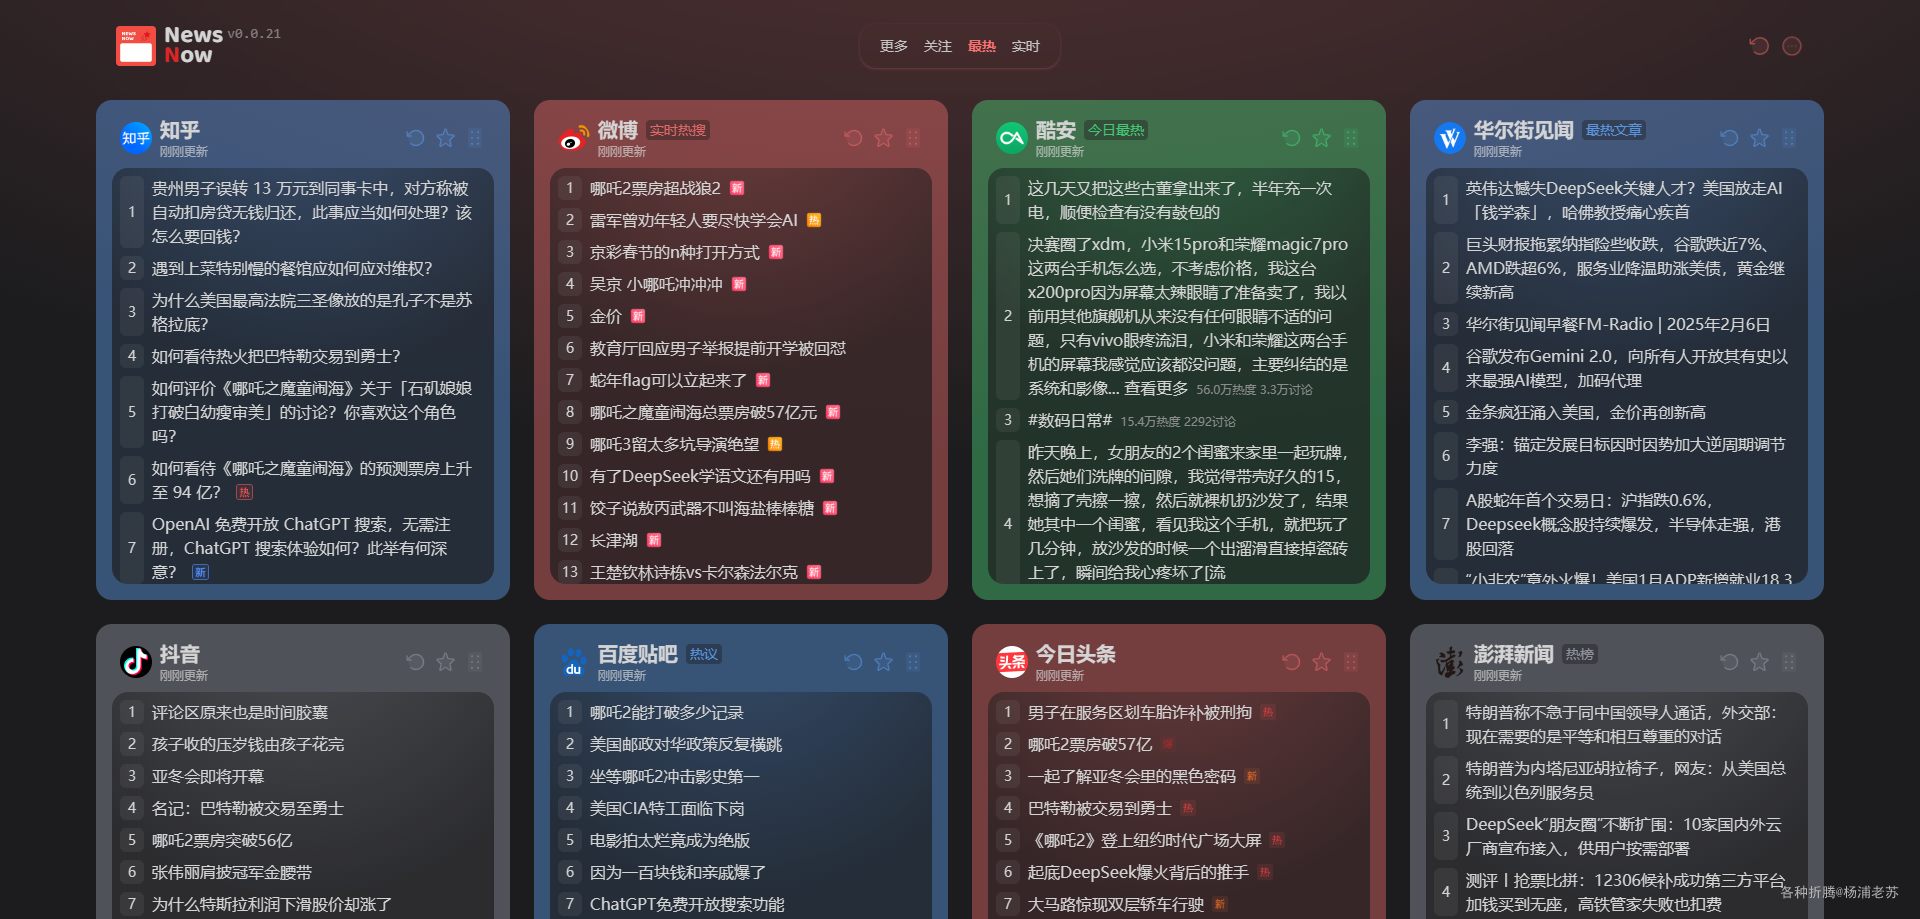 News v0.0.21
Now
更多 关注 最热 实时
知乎
刚刚更新
1 贵州男子误转 13 万元到同事卡中，对方称被
自动扣房贷无钱归还，此事应当如何处理？该
怎么要回钱？
2 遇到上菜特别慢的餐馆应如何应对维权？
3 为什么美国最高法院三圣像放的是孔子不是苏
格拉底？
4 如何看待热火把巴特勒交易到勇士？
5 如何评价《哪吒之魔童闹海》关于「石矶娘娘
打破白幼瘦审美」的讨论？你喜欢这个角色
吗？
6 如何看待《哪吒之魔童闹海》的预测票房上升
至 94 亿？ 热
7 OpenAI 免费开放 ChatGPT 搜索，无需注
册，ChatGPT 搜索体验如何？此举有何深
意？ 新
微博 实时热搜
刚刚更新
1 哪吒2票房超战狼2 新
2 雷军曾劝年轻人要尽快学会AI 热
3 京彩春节的n种打开方式 新
4 吴京 小哪吒冲冲冲 新
5 金价 新
6 教育厅回应男子举报提前开学被回怼
7 蛇年flag可以立起来了 新
8 哪吒之魔童闹海总票房破57亿元 新
9 哪吒3留太多坑导演绝望 热
10 有了DeepSeek学语文还有用吗 新
11 饺子说敖丙武器不叫海盐棒棒糖 新
12 长津湖 新
13 王楚钦林诗栋vs卡尔森法尔克 新
酷安 今日最热
刚刚更新
1 这几天又把这些古董拿出来了，半年充一次
电，顺便检查有没有鼓包的
2 决赛圈了xdm，小米15pro和荣耀magic7pro
这两台手机怎么选，不考虑价格，我这台
x200pro因为屏幕太辣眼睛了准备卖了，我以
前用其他旗舰机从来没有任何眼睛不适的问
题，只有vivo眼疼流泪，小米和荣耀这两台手
机的屏幕我感觉应该都没问题，主要纠结的是
系统和影像... 查看更多 56.0万热度 3.3万讨论
3 #数码日常# 15.4万热度 2292讨论
4 昨天晚上，女朋友的2个闺蜜来家里一起玩牌，
然后她们洗牌的间隙，我觉得带壳好久的15，
想摘了壳擦一擦，然后就裸机扔沙发了，结果
她其中一个闺蜜，看见我这个手机，就把玩了
几分钟，放沙发的时候一个出溜滑直接掉瓷砖
上了，瞬间给我心疼坏了[流
华尔街见闻 最热文章
刚刚更新
1 英伟达憾失DeepSeek关键人才？美国放走AI
「钱学森」，哈佛教授痛心疾首
2 巨头财报拖累纳指险些收跌，谷歌跌近7%、
AMD跌超6%，服务业降温助涨美债，黄金继
续新高
3 华尔街见闻早餐FM-Radio | 2025年2月6日
4 谷歌发布Gemini 2.0，向所有人开放其有史以
来最强AI模型，加码代理
5 金条疯狂涌入美国，金价再创新高
6 李强：锚定发展目标因时因势加大逆周期调节
力度
7 A股蛇年首个交易日：沪指跌0.6%，
Deepseek概念股持续爆发，半导体走强，港
股回落
“小非农”意外火爆！美国1月ADP新增就业18.3
抖音
刚刚更新
1 评论区原来也是时间胶囊
2 孩子收的压岁钱由孩子花完
3 亚冬会即将开幕
4 名记：巴特勒被交易至勇士
5 哪吒2票房突破56亿
6 张伟丽肩披冠军金腰带
7 为什么特斯拉利润下滑股价却涨了
百度贴吧 热议
刚刚更新
1 哪吒2能打破多少记录
2 美国邮政对华政策反复横跳
3 坐等哪吒2冲击影史第一
4 美国CIA特工面临下岗
5 电影拍太烂竟成为绝版
6 因为一百块钱和亲戚爆了
7 ChatGPT免费开放搜索功能
今日头条
刚刚更新
1 男子在服务区划车胎诈补被刑拘 热
2 哪吒2票房破57亿
3 一起了解亚冬会里的黑色密码 新
4 巴特勒被交易到勇士 热
5 《哪吒2》登上纽约时代广场大屏 热
6 起底DeepSeek爆火背后的推手 热
7 大马路惊现双层轿车行驶 新
澎湃新闻 热榜
刚刚更新
1 特朗普称不急于同中国领导人通话，外交部：
现在需要的是平等和相互尊重的对话
2 特朗普为内塔尼亚胡拉椅子，网友：从美国总
统到以色列服务员
3 DeepSeek“朋友圈”不断扩围：10家国内外云
厂商宣布接入，供用户按需部署
4 测评丨抢票比拼：12306候补成功第三方平台
加钱买到无座，高铁管家失败也扣费
各种折腾@杨浦老苏